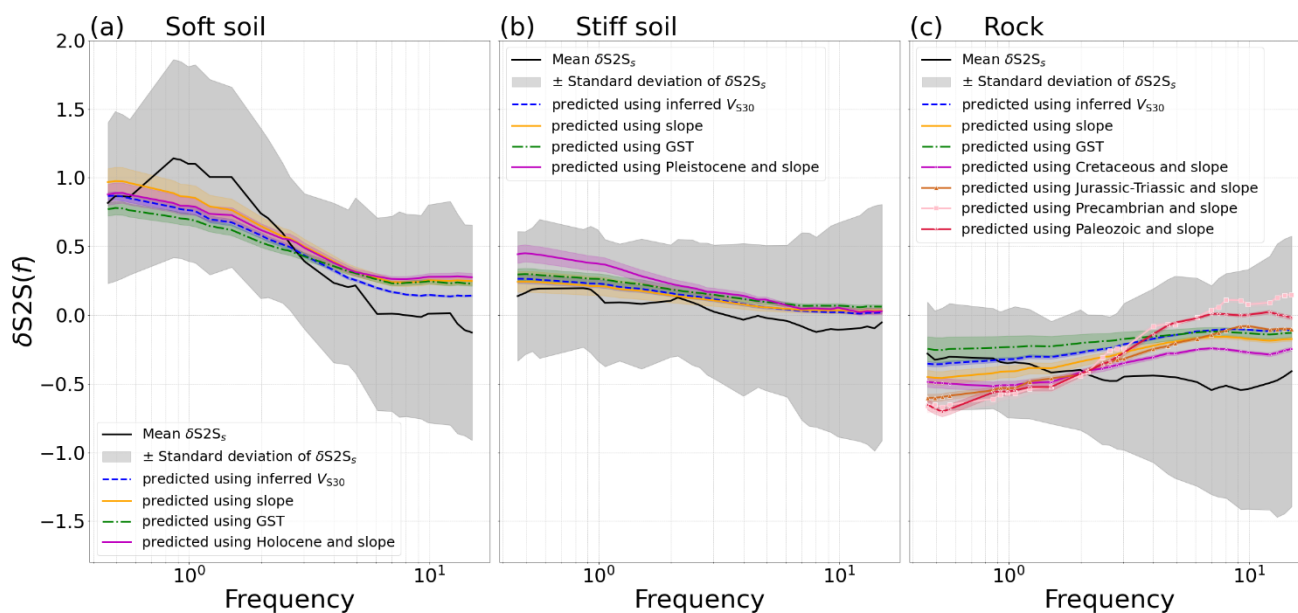 (a) Soft soil
(b) Stiff soil
(c) Rock
2.0
1.5
1.0
0.5
0.0
−0.5
−1.0
−1.5
δS2S(f)
Mean δS2Sₛ
± Standard deviation of δS2Sₛ
predicted using inferred V_S30
predicted using slope
predicted using GST
predicted using Holocene and slope
10⁰
10¹
Frequency
Mean δS2Sₛ
± Standard deviation of δS2Sₛ
predicted using inferred V_S30
predicted using slope
predicted using GST
predicted using Pleistocene and slope
10⁰
10¹
Frequency
Mean δS2Sₛ
± Standard deviation of δS2Sₛ
predicted using inferred V_S30
predicted using slope
predicted using GST
predicted using Cretaceous and slope
predicted using Jurassic-Triassic and slope
predicted using Precambrian and slope
predicted using Paleozoic and slope
10⁰
10¹
Frequency